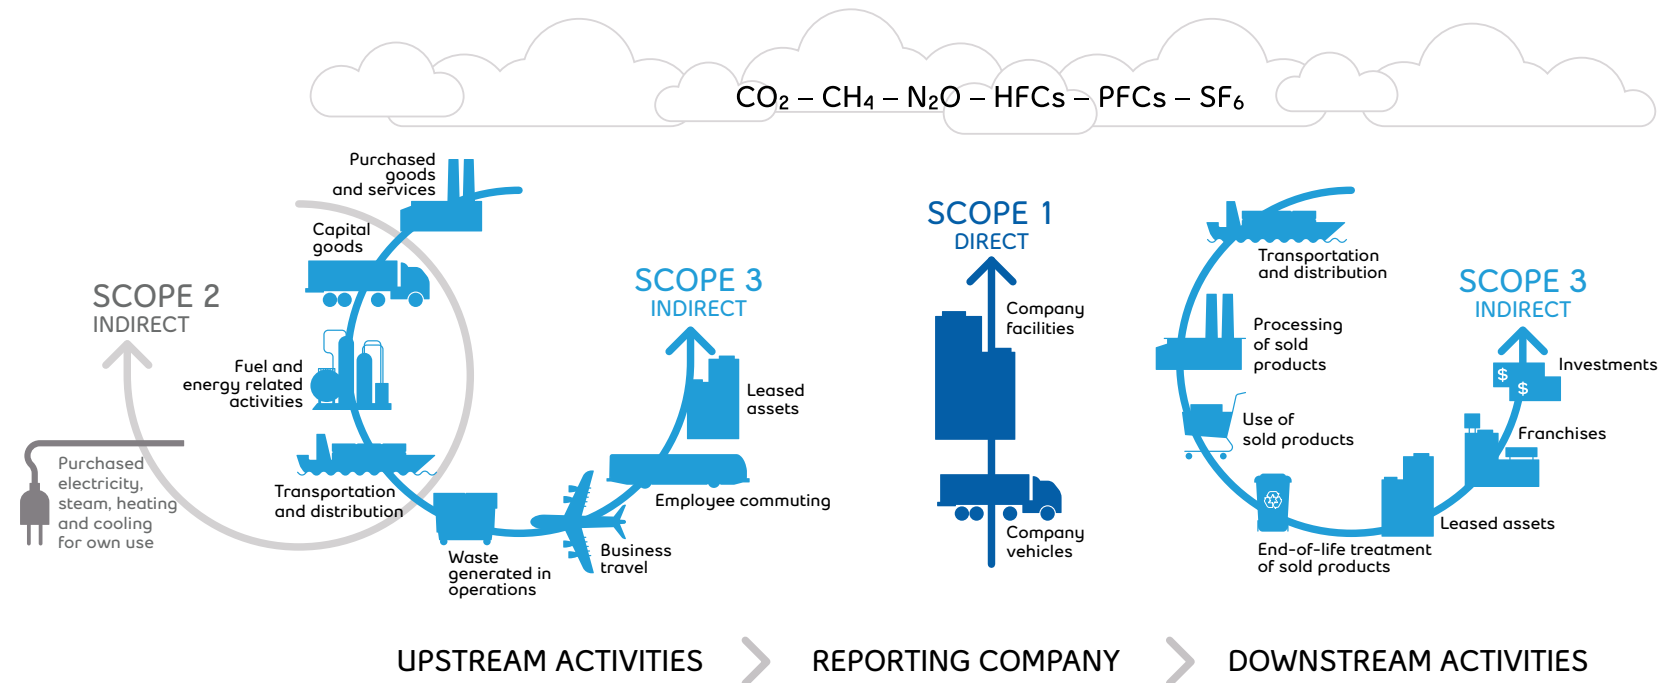 CO₂ – CH₄ – N₂O – HFCs – PFCs – SF₆
SCOPE 2
INDIRECT
Purchased
electricity,
steam, heating
and cooling
for own use
Purchased
goods
and services
Capital
goods
Fuel and
energy related
activities
Transportation
and distribution
Waste
generated in
operations
Business
travel
Employee commuting
Leased
assets
SCOPE 3
INDIRECT
SCOPE 1
DIRECT
Company
facilities
Company
vehicles
Transportation
and distribution
Processing
of sold
products
Use of
sold products
End-of-life treatment
of sold products
Leased assets
Franchises
Investments
$
$
SCOPE 3
INDIRECT
UPSTREAM ACTIVITIES
REPORTING COMPANY
DOWNSTREAM ACTIVITIES